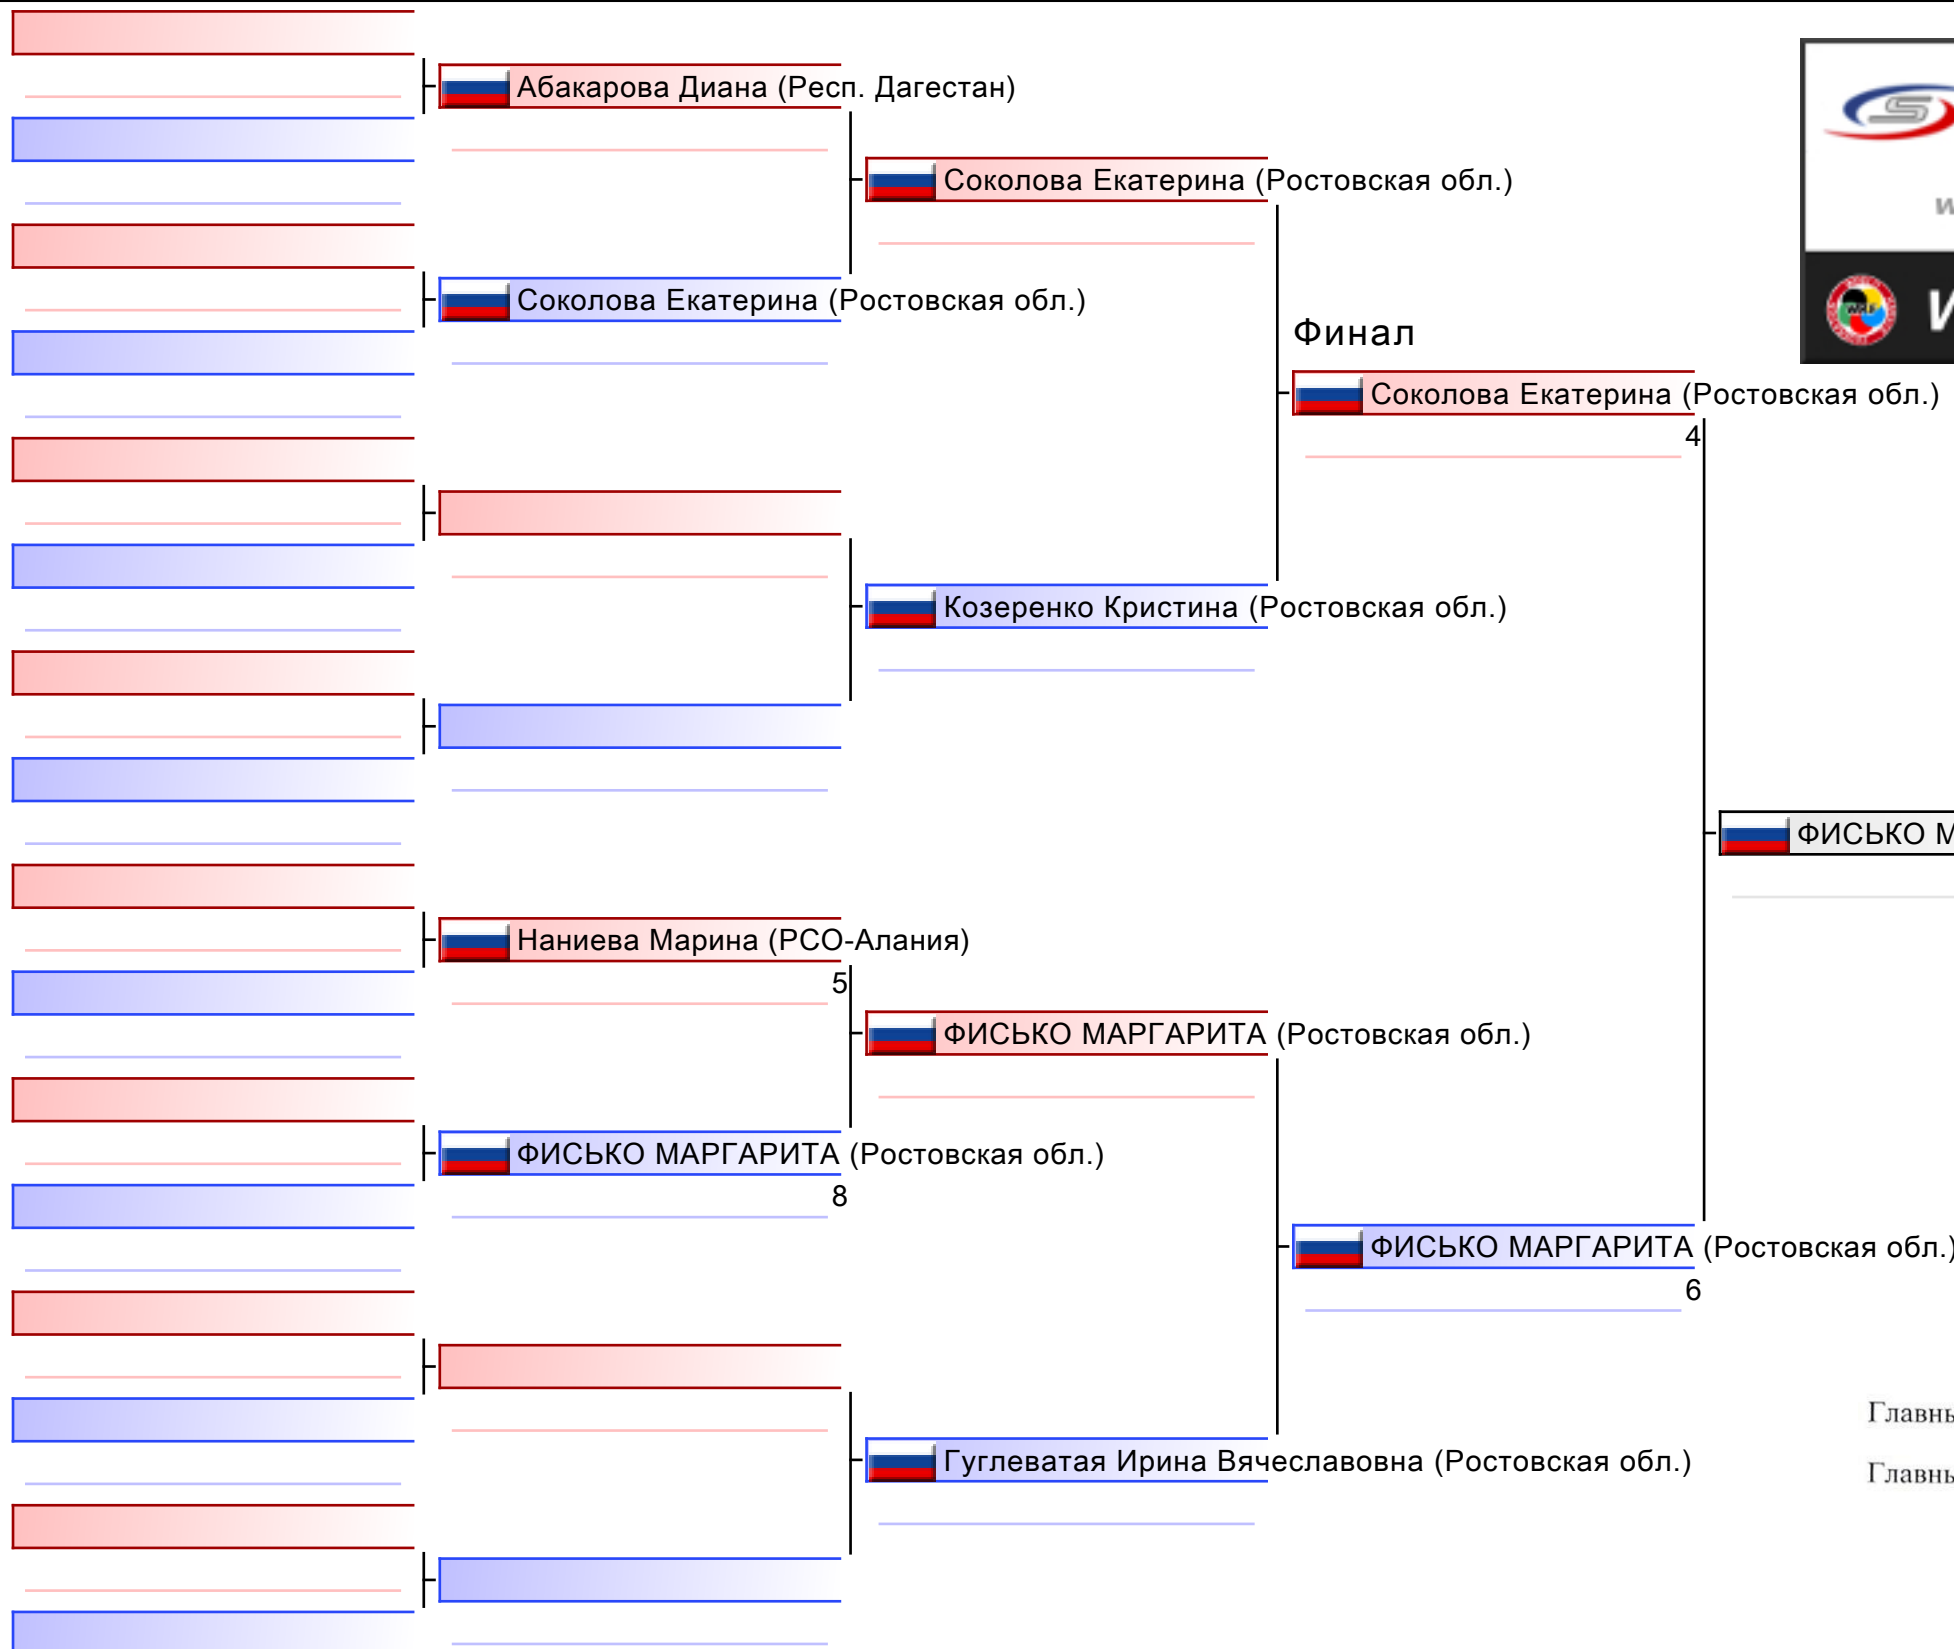 Абакарова Диана (Респ. Дагестан)
Соколова Екатерина (Ростовская обл.)
Соколова Екатерина (Ростовская обл.)
Финал
Соколова Екатерина (Ростовская обл.)
4
Козеренко Кристина (Ростовская обл.)
ФИСЬКО М
Наниева Марина (РСО-Алания)
5
ФИСЬКО МАРГАРИТА (Ростовская обл.)
ФИСЬКО МАРГАРИТА (Ростовская обл.)
8
ФИСЬКО МАРГАРИТА (Ростовская обл.)
6
Гуглеватая Ирина Вячеславовна (Ростовская обл.)